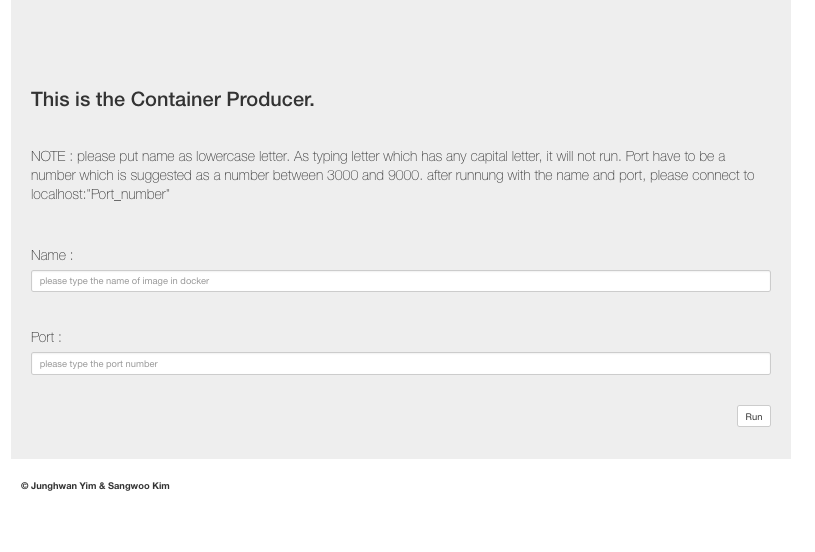 This is the Container Producer.
NOTE : please put name as lowercase letter. As typing letter which has any capital letter, it will not run. Port have to be a
number which is suggested as a number between 3000 and 9000. after runnung with the name and port, please connect to
localhost:"Port_number"
Name :
please type the name of image in docker
Port :
please type the port number
Run
© Junghwan Yim & Sangwoo Kim